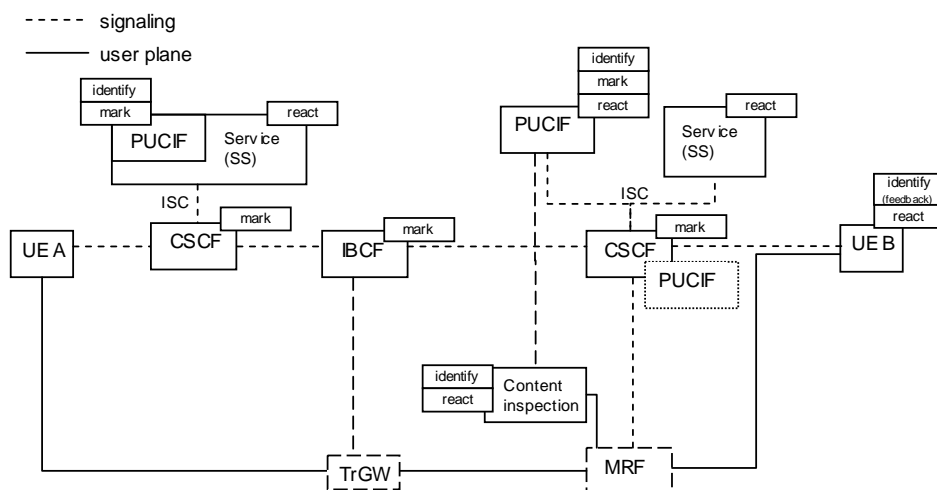 signaling
user plane
identify
mark
PUCIF
Service
(SS)
react
ISC
identify
mark
react
PUCIF
react
Service
(SS)
ISC
identify
(feedback)
react
UE B
UE A
mark
CSCF
mark
IBCF
mark
CSCF
PUCIF
identify
react
Content
inspection
TrGW
MRF